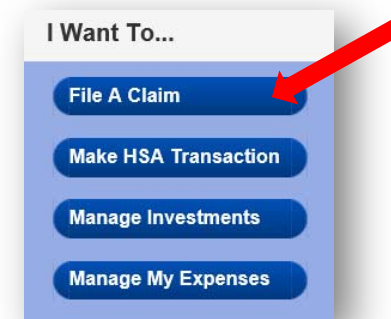 I Want To...
File A Claim
Make HSA Transaction
Manage Investments
Manage My Expenses